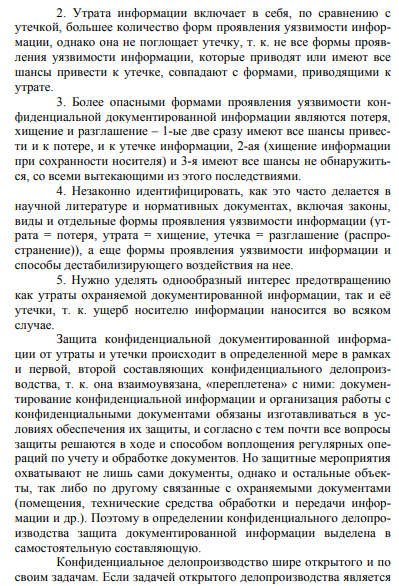 2. Утрата информации включает в себя, по сравнению с
утечкой, большее количество форм проявления уязвимости инфор-
мации, однако она не поглощает утечку, т. к. не все формы прояв-
ления уязвимости информации, которые приводят или имеют все
шансы привести к утечке, совпадают с формами, приводящими к
утрате.
3. Более опасными формами проявления уязвимости кон-
фиденциальной документированной информации являются потеря,
хищение и разглашение – 1-ые две сразу имеют все шансы привес-
ти и к потере, и к утечке информации, 2-ая (хищение информации
при сохранности носителя) и 3-я имеют все шансы не обнаружить-
ся, со всеми вытекающими из этого последствиями.
4. Незаконно идентифицировать, как это часто делается в
научной литературе и нормативных документах, включая законы,
виды и отдельные формы проявления уязвимости информации (ут-
рата = потеря, утрата = хищение, утечка = разглашение (распро-
странение)), а еще формы проявления уязвимости информации и
способы дестабилизирующего воздействия на нее.
5. Нужно уделять однообразный интерес предотвращению
как утраты охраняемой документированной информации, так и её
утечки, т. к. ущерб носителю информации наносится во всяком
случае.
Защита конфиденциальной документированной информа-
ции от утраты и утечки происходит в определенной мере в рамках
и первой, второй составляющих конфиденциального делопроиз-
водства, т. к. она взаимоувязана, «переплетена» с ними: докумен-
тирование конфиденциальной информации и организация работы с
конфиденциальными документами обязаны изготавливаться в ус-
ловиях обеспечения их защиты, и согласно с тем почти все вопросы
защиты решаются в ходе и способом воплощения регулярных опе-
раций по учету и обработке документов. Но защитные мероприятия
охватывают не лишь сами документы, однако и остальные объек-
ты, так либо по другому связанные с охраняемыми документами
(помещения, технические средства обработки и передачи инфор-
мации и др.). Поэтому в определении конфиденциального делопро-
изводства защита документированной информации выделена в
самостоятельную составляющую.
Конфиденциальное делопроизводство шире открытого и по
своим задачам. Если задачей открытого делопроизводства является